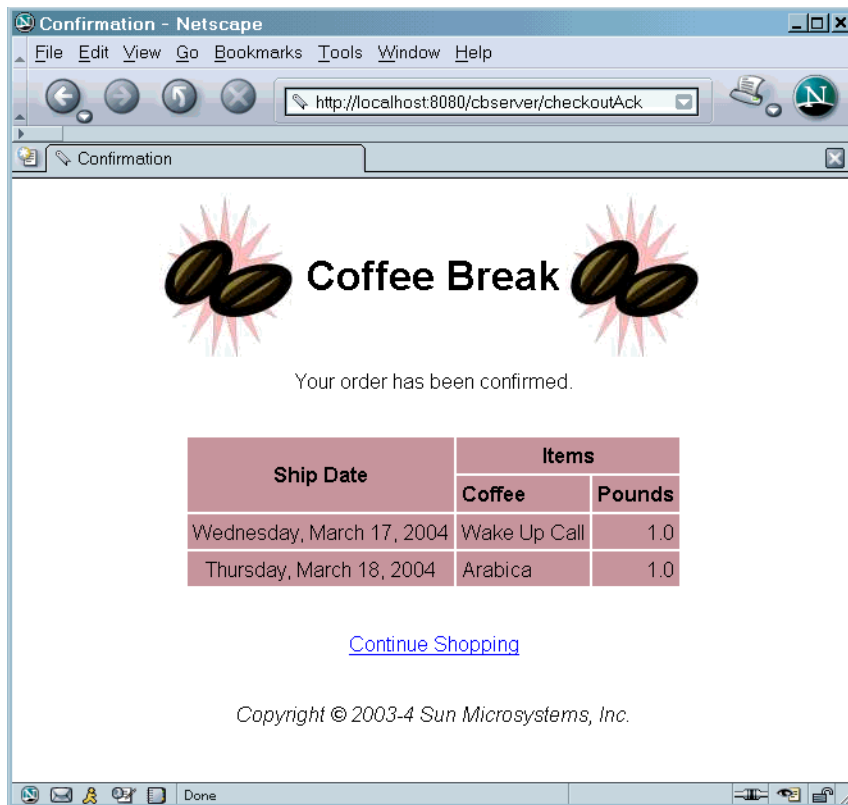 Confirmation - Netscape
File Edit View Go Bookmarks Tools Window Help
http://localhost:8080/cbserver/checkoutAck
N
Confirmation
Coffee Break
Your order has been confirmed.
Ship Date
Items
Coffee Pounds
Wednesday, March 17, 2004 Wake Up Call 1.0
Thursday, March 18, 2004 Arabica 1.0
Continue Shopping
Copyright © 2003-4 Sun Microsystems, Inc.
Done